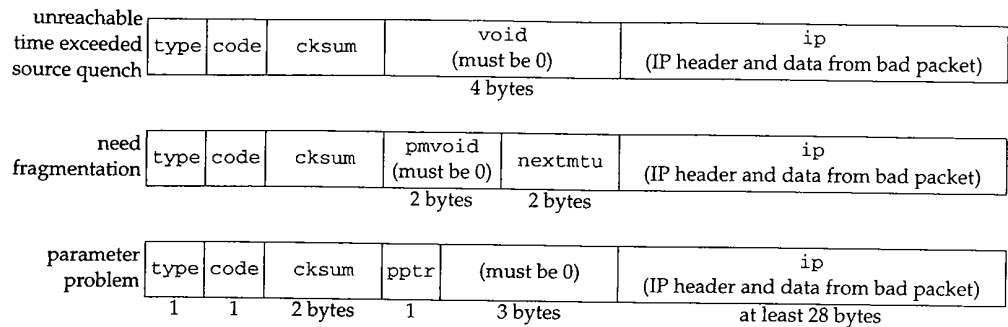 unreachable
time exceeded
source quench
type code cksum void ip
(must be 0) (IP header and data from bad packet)
4 bytes
need
fragmentation
type code cksum pmvoid nextmtu ip
(must be 0) (IP header and data from bad packet)
2 bytes 2 bytes
parameter
problem
type code cksum pptr (must be 0) ip
(IP header and data from bad packet)
1 1 2 bytes 1 3 bytes at least 28 bytes